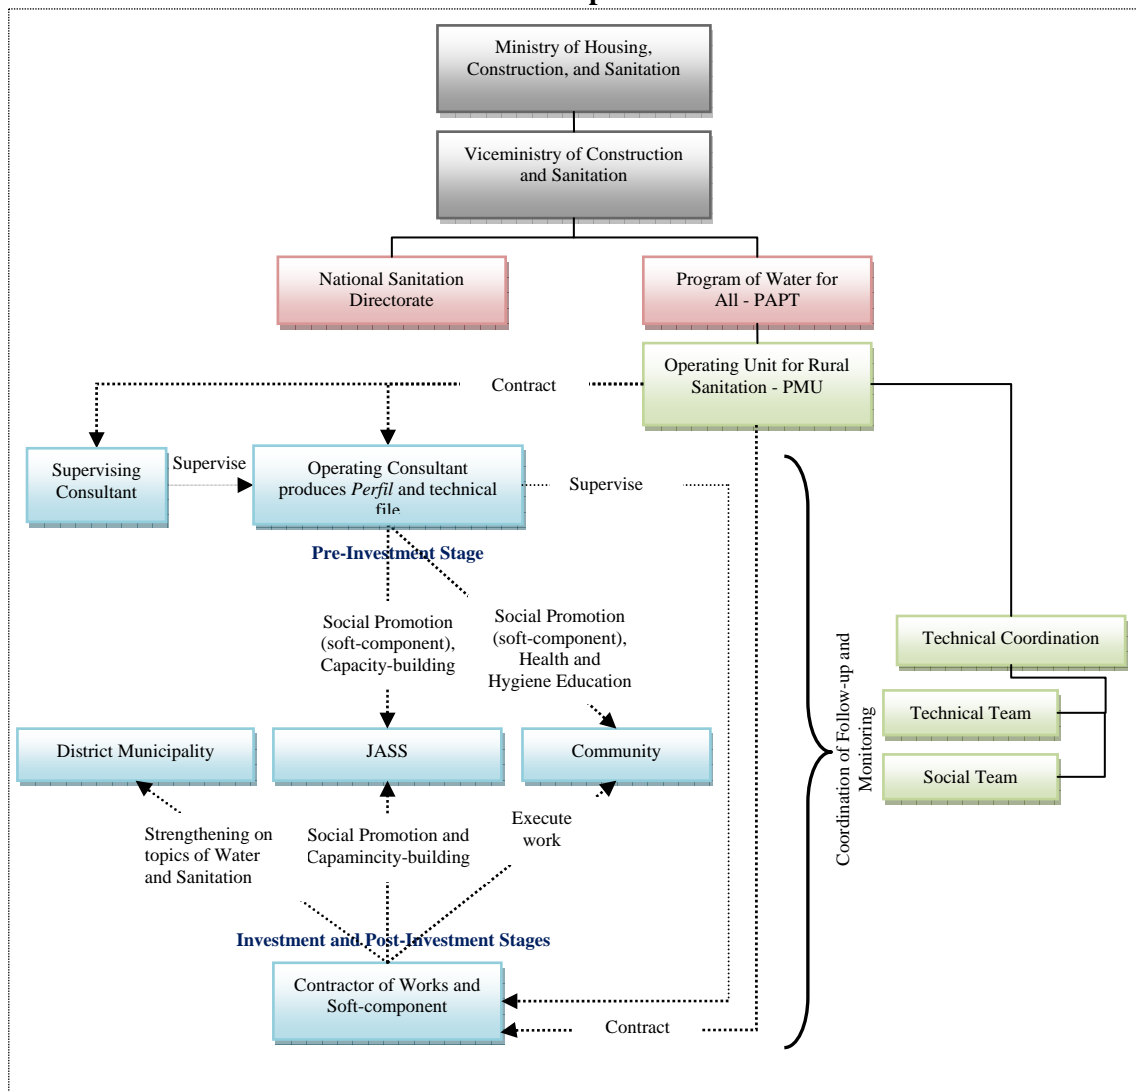 Ministry of Housing,
Construction, and Sanitation
Viceministry of Construction
and Sanitation
National Sanitation
Directorate
Program of Water for
All - PAPT
Operating Unit for Rural
Sanitation - PMU
Contract
Supervising
Consultant
Supervise
Operating Consultant
produces Perfil and technical
file
Supervise
Pre-Investment Stage
Social Promotion
(soft-component),
Capacity-building
Social Promotion
(soft-component),
Health and
Hygiene Education
Technical Coordination
Technical Team
Social Team
Coordination of Follow-up and
Monitoring
District Municipality
JASS
Community
Strengthening on
topics of Water
and Sanitation
Social Promotion and
Capamincity-building
Execute
work
Investment and Post-Investment Stages
Contractor of Works and
Soft-component
Contract